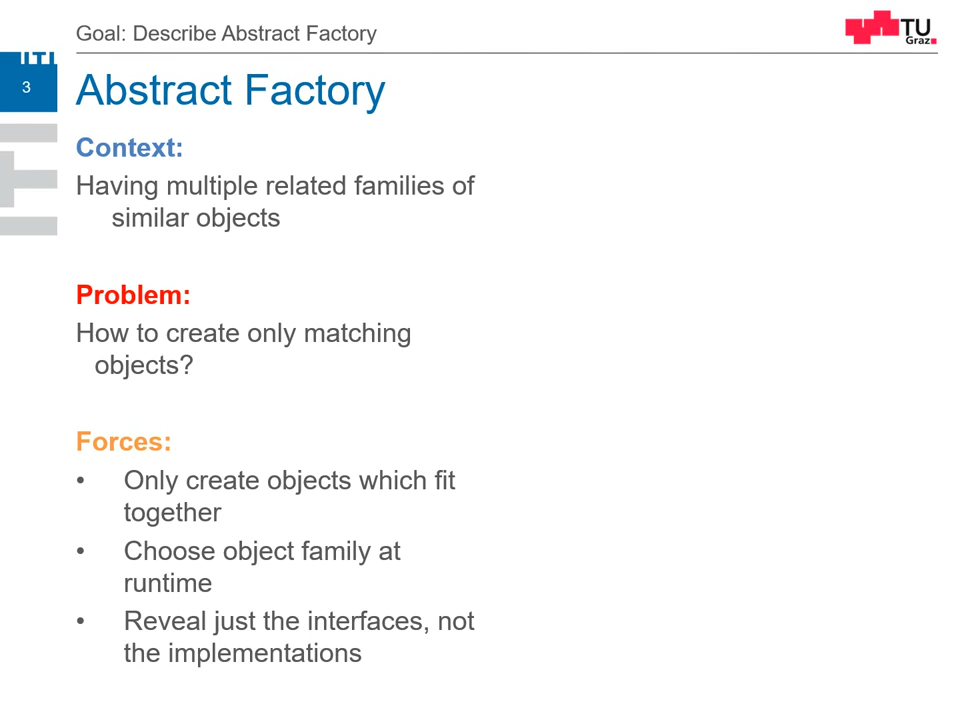 Goal: Describe Abstract Factory
TU
Graz
3
Abstract Factory
Context:
Having multiple related families of
similar objects
Problem:
How to create only matching
objects?
Forces:
• Only create objects which fit
together
• Choose object family at
runtime
• Reveal just the interfaces, not
the implementations